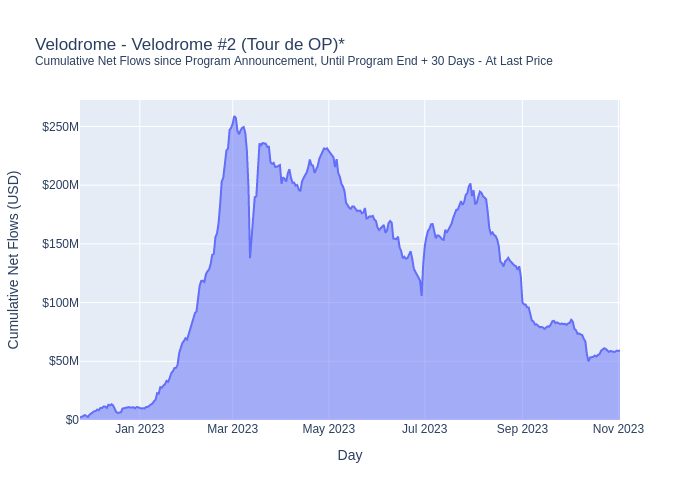 Velodrome - Velodrome #2 (Tour de OP)*
Cumulative Net Flows since Program Announcement, Until Program End + 30 Days - At Last Price
Cumulative Net Flows (USD)
$250M
$200M
$150M
$100M
$50M
$0
Jan 2023
Mar 2023
May 2023
Jul 2023
Sep 2023
Nov 2023
Day